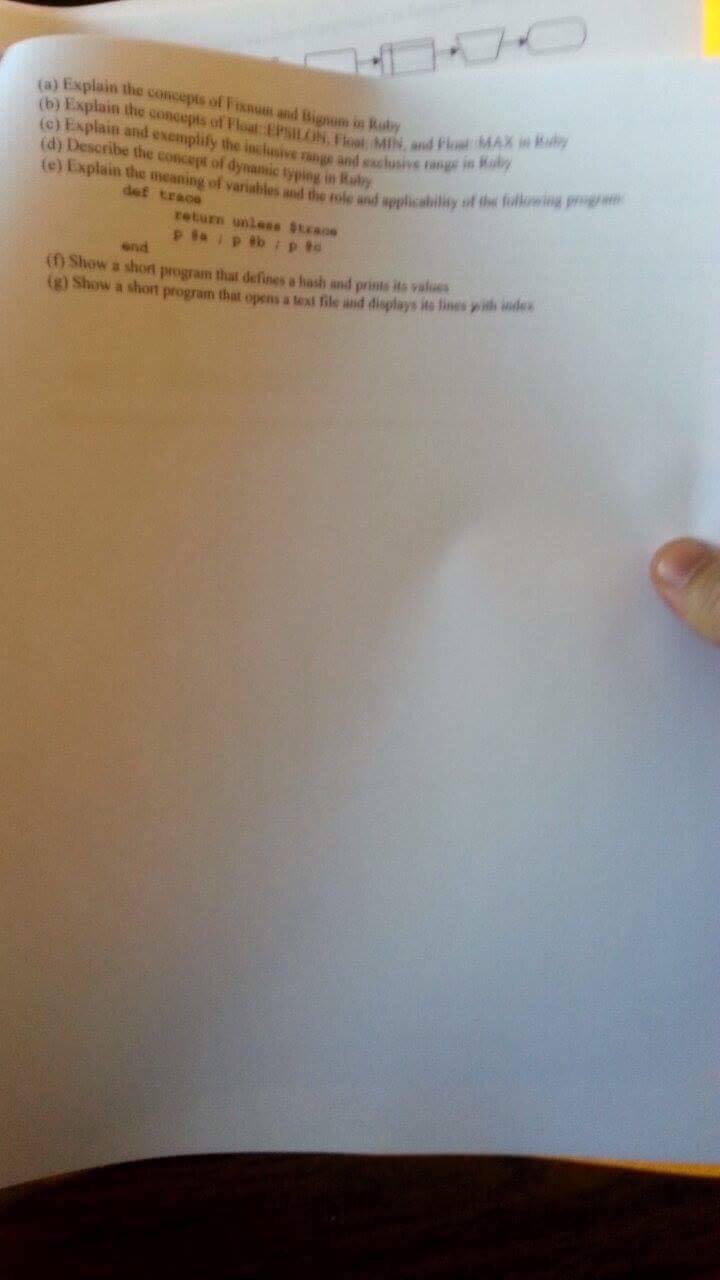 (a) Explain the concepts of Fixnum and Bignum in Ruby
(b) Explain the concepts of Float::EPSILON, Float::MIN, and Float::MAX in Ruby
(c) Explain and exemplify the inclusive range and exclusive range in Ruby
(d) Describe the concept of dynamic typing in Ruby
(e) Explain the meaning of variables and the role and applicability of the following program:
def trace
return unless $trace
p @a ; p @b ; p @c
end
(f) Show a short program that defines a hash and prints its values
(g) Show a short program that opens a text file and displays its lines with index